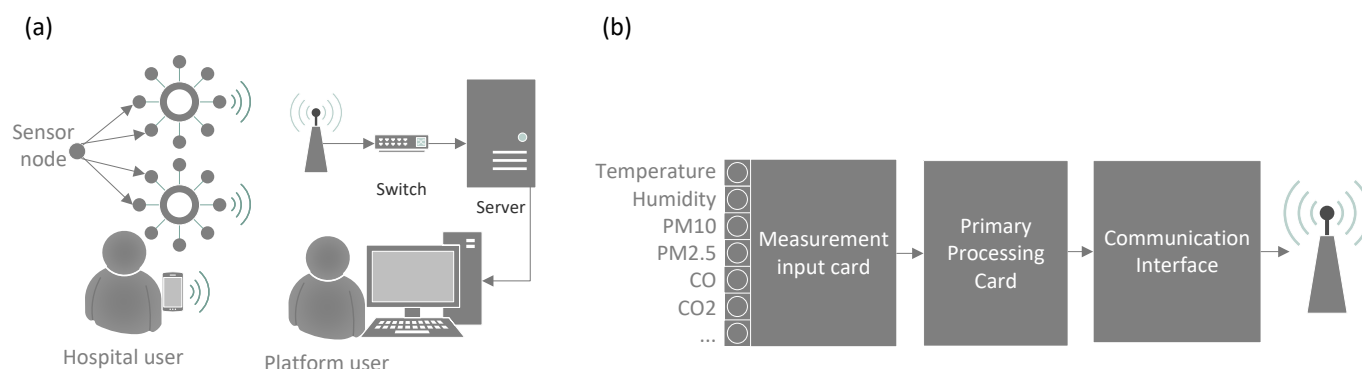 (a)
Sensor
node
Switch
Server
Hospital user
Platform user
(b)
Temperature
Humidity
PM10
PM2.5
CO
CO2
...
Measurement
input card
Primary
Processing
Card
Communication
Interface